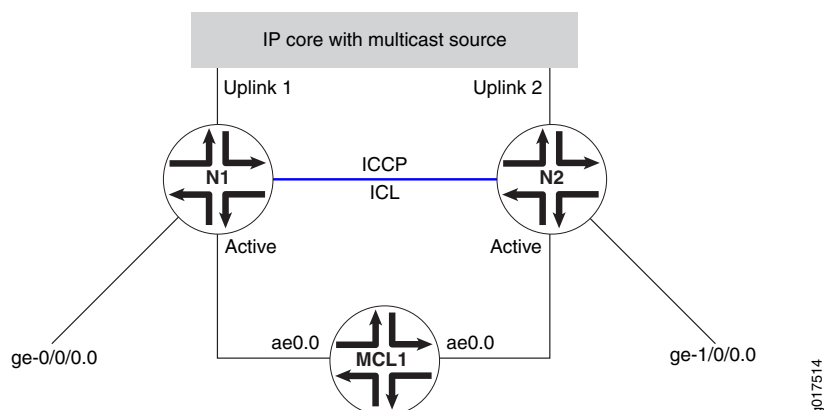 IP core with multicast source
Uplink 1
Uplink 2
ICCP
N1
N2
ICL
Active
Active
ae0.0
ae0.0
MCL1
ge-0/0/0.0
ge-1/0/0.0
g017514